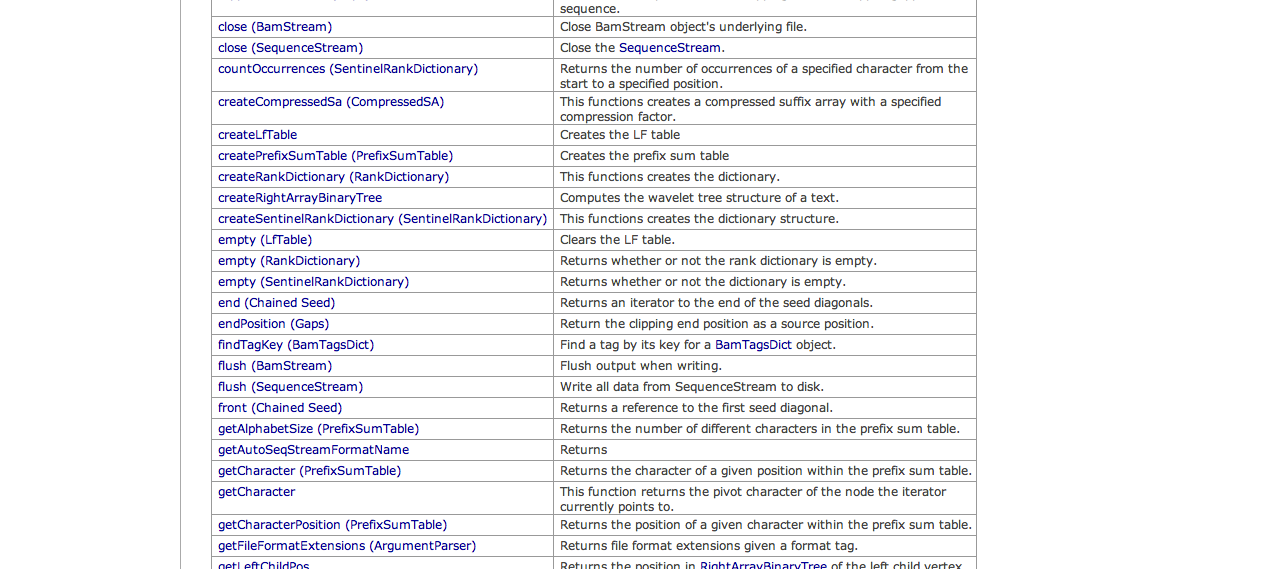 sequence.
close (BamStream) Close BamStream object's underlying file.
close (SequenceStream) Close the SequenceStream.
countOccurrences (SentinelRankDictionary) Returns the number of occurrences of a specified character from the
start to a specified position.
createCompressedSa (CompressedSA) This functions creates a compressed suffix array with a specified
compression factor.
createLfTable Creates the LF table
createPrefixSumTable (PrefixSumTable) Creates the prefix sum table
createRankDictionary (RankDictionary) This functions creates the dictionary.
createRightArrayBinaryTree Computes the wavelet tree structure of a text.
createSentinelRankDictionary (SentinelRankDictionary) This functions creates the dictionary structure.
empty (LfTable) Clears the LF table.
empty (RankDictionary) Returns whether or not the rank dictionary is empty.
empty (SentinelRankDictionary) Returns whether or not the dictionary is empty.
end (Chained Seed) Returns an iterator to the end of the seed diagonals.
endPosition (Gaps) Return the clipping end position as a source position.
findTagKey (BamTagsDict) Find a tag by its key for a BamTagsDict object.
flush (BamStream) Flush output when writing.
flush (SequenceStream) Write all data from SequenceStream to disk.
front (Chained Seed) Returns a reference to the first seed diagonal.
getAlphabetSize (PrefixSumTable) Returns the number of different characters in the prefix sum table.
getAutoSeqStreamFormatName Returns
getCharacter (PrefixSumTable) Returns the character of a given position within the prefix sum table.
getCharacter This function returns the pivot character of the node the iterator
currently points to.
getCharacterPosition (PrefixSumTable) Returns the position of a given character within the prefix sum table.
getFileFormatExtensions (ArgumentParser) Returns file format extensions given a format tag.
getLeftChildPos Returns the position in RightArrayBinaryTree of the left child vertex.